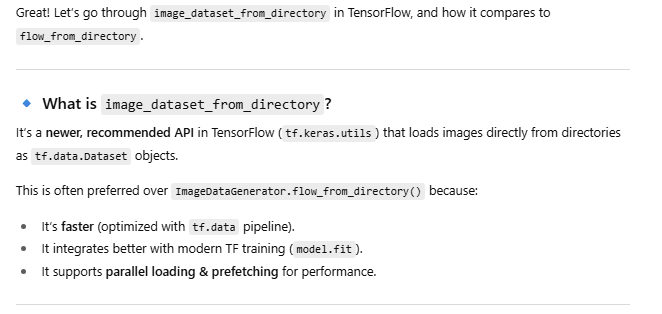 Great! Let's go through image_dataset_from_directory in TensorFlow, and how it compares to
flow_from_directory.
What is image_dataset_from_directory?
It's a newer, recommended API in TensorFlow (tf.keras.utils) that loads images directly from directories
as tf.data.Dataset objects.
This is often preferred over ImageDataGenerator.flow_from_directory() because:
• It's faster (optimized with tf.data pipeline).
• It integrates better with modern TF training (model.fit).
• It supports parallel loading & prefetching for performance.